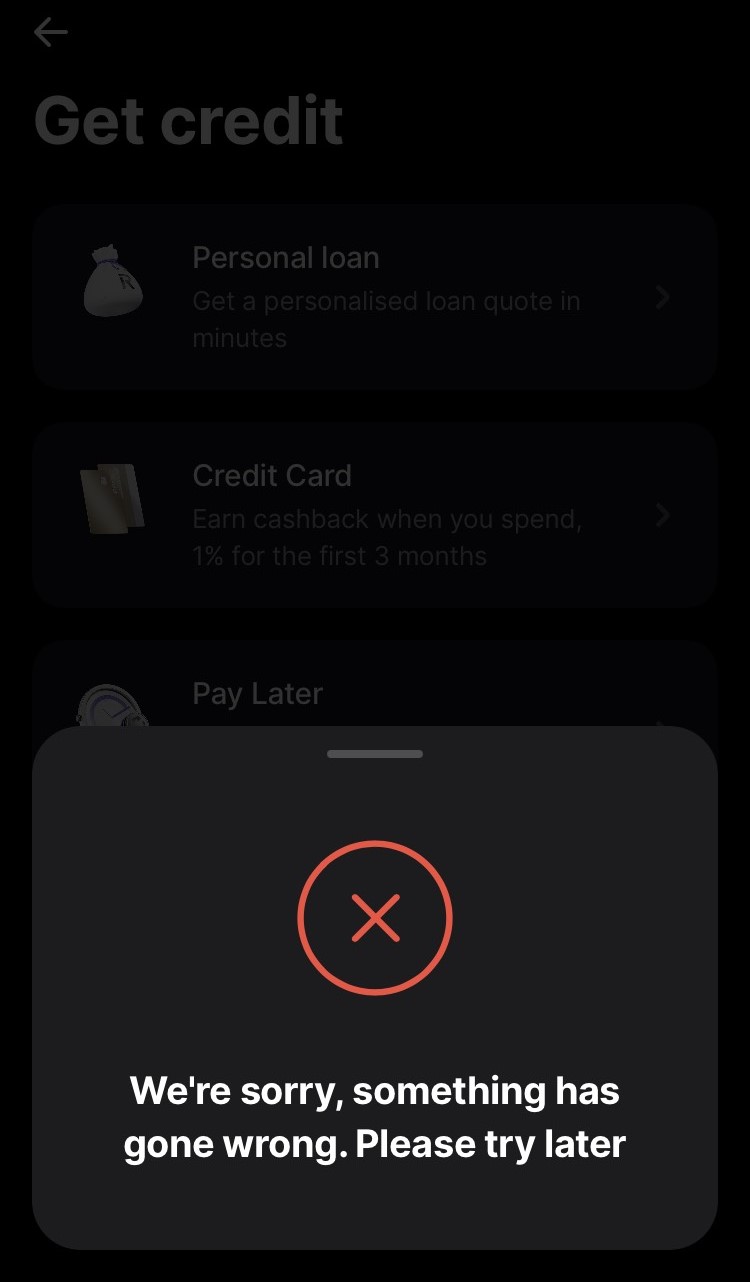 Get credit
Personal loan
Get a personalised loan quote in
minutes
Credit Card
Earn cashback when you spend,
1% for the first 3 months
Pay Later
We're sorry, something has
gone wrong. Please try later